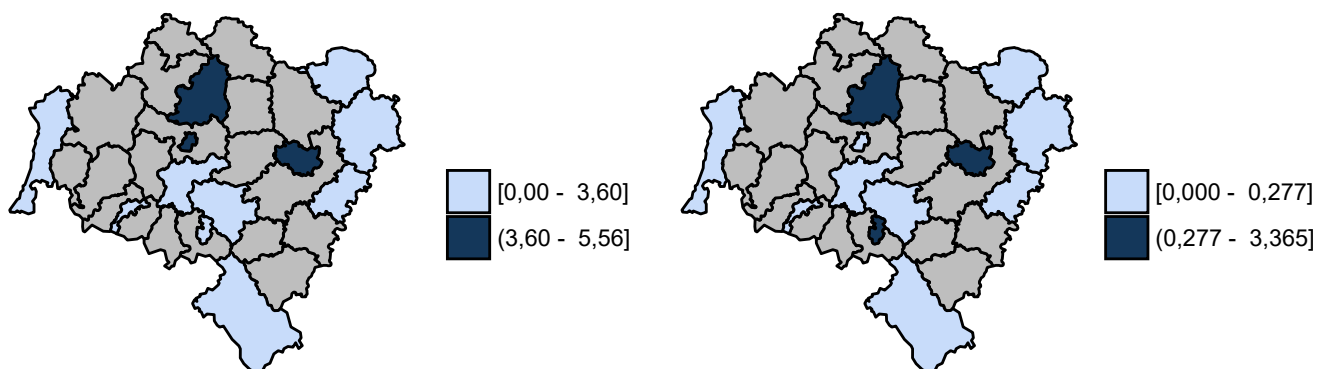 [0,00 - 3,60]
(3,60 - 5,56]
[0,000 - 0,277]
(0,277 - 3,365]